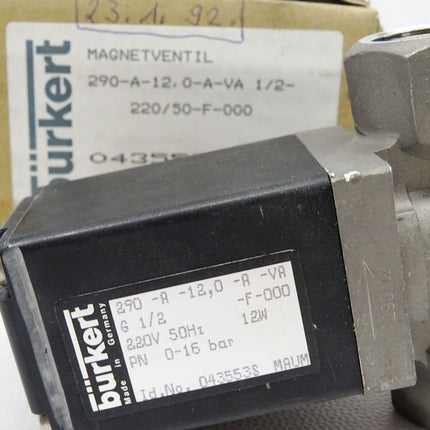 23.1.92.
bürkert
MAGNETVENTIL
290-A-12,0-A-VA 1/2-
220/50-F-000
04355
bürkert
Made in Germany
290 -A -12,0 -A -VA
G 1/2 -F-000
220V 50Hz 12W
PN 0-16 bar
Id.No. 043553S MAUM